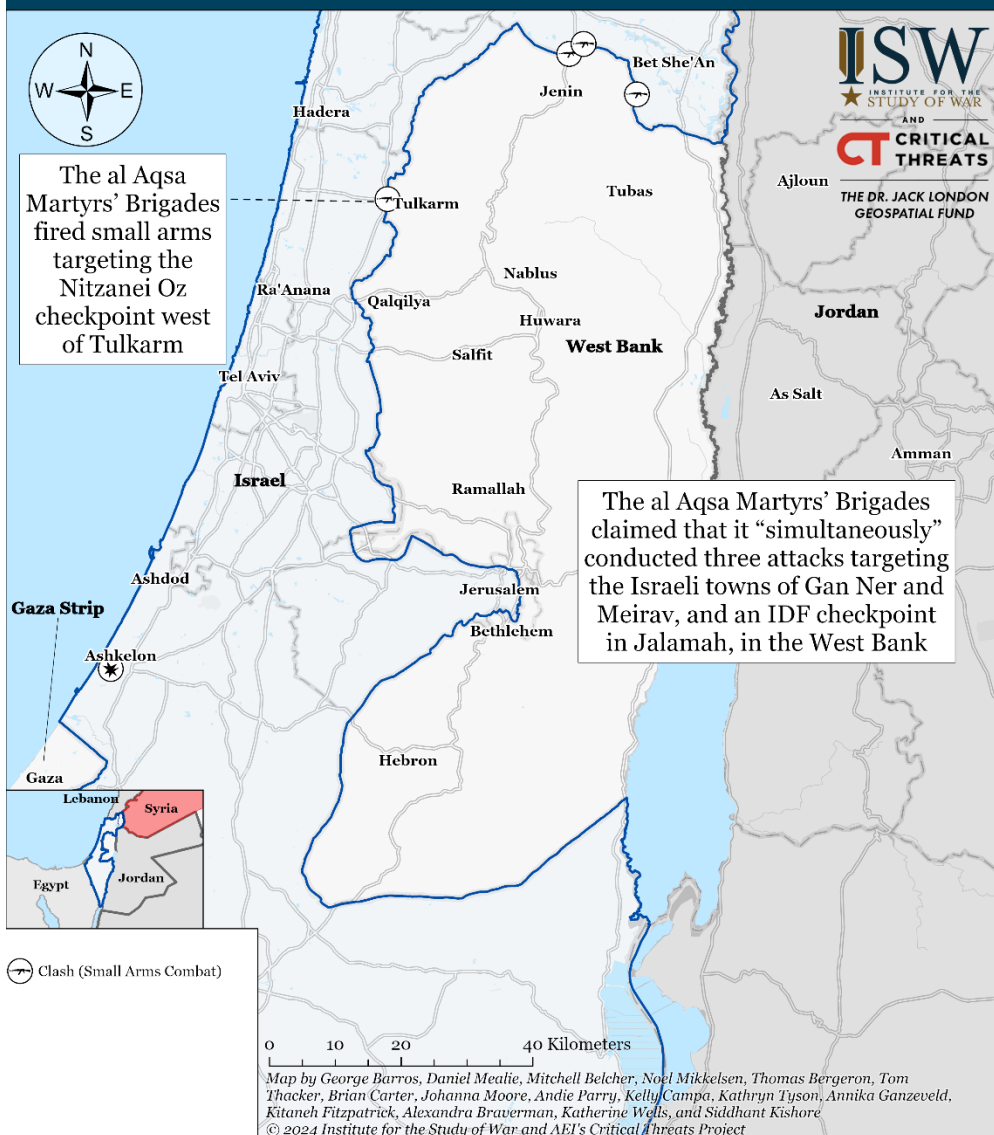 N
W
E
S
ISW
INSTITUTE FOR THE
STUDY OF WAR
AND
CT CRITICAL
THREATS
THE DR. JACK LONDON
GEOSPATIAL FUND
The al Aqsa
Martyrs’ Brigades
fired small arms
targeting the
Nitzanei Oz
checkpoint west
of Tulkarm
Bet She'An
Jenin
Hadera
Ajloun
Tubas
Tulkarm
Nablus
Ra'Anana
Qalqilya
Huwara
Jordan
West Bank
Salfit
Tel Aviv
As Salt
Amman
Israel
Ramallah
The al Aqsa Martyrs’ Brigades
claimed that it “simultaneously”
conducted three attacks targeting
the Israeli towns of Gan Ner and
Meirav, and an IDF checkpoint
in Jalamah, in the West Bank
Ashdod
Jerusalem
Gaza Strip
Bethlehem
Ashkelon
Hebron
Gaza
Lebanon
Syria
Egypt
Jordan
Clash (Small Arms Combat)
0 10 20 40 Kilometers
Map by George Barros, Daniel Mealie, Mitchell Belcher, Noel Mikkelsen, Thomas Bergeron, Tom
Thacker, Brian Carter, Johanna Moore, Andie Parry, Kelly Campa, Kathryn Tyson, Annika Ganzeveld,
Kitaneh Fitzpatrick, Alexandra Braverman, Katherine Wells, and Siddhant Kishore
© 2024 Institute for the Study of War and AEI's Critical Threats Project